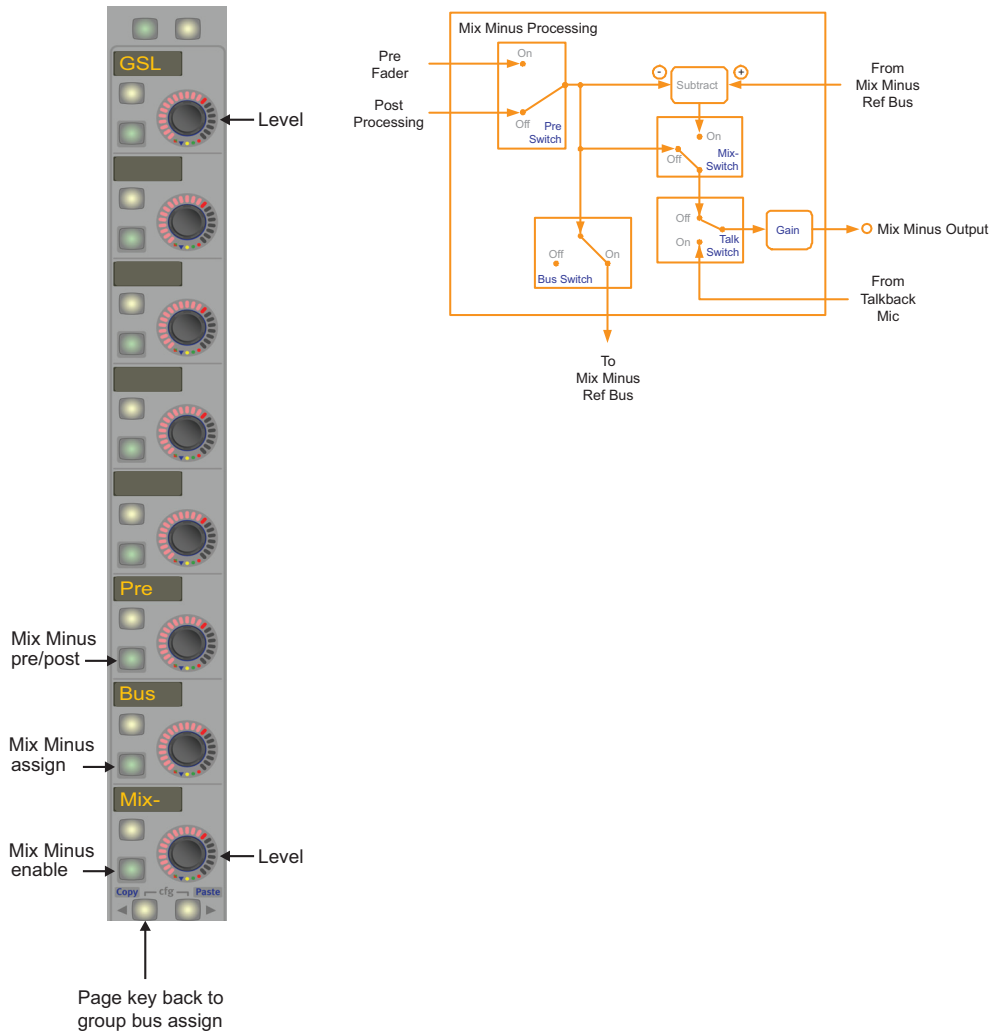 GSL
Level
Pre
Mix Minus
pre/post
Bus
Mix Minus
assign
Mix-
Mix Minus
enable
Level
Copy
cfg
Paste
Page key back to
group bus assign
Mix Minus Processing
Pre
Fader
On
Post
Processing
Off
Pre
Switch
-
Subtract
+
From
Mix Minus
Ref Bus
On
Off
Mix-
Switch
Off
On
Talk
Switch
Gain
Mix Minus Output
Off
On
Bus Switch
From
Talkback
Mic
To
Mix Minus
Ref Bus